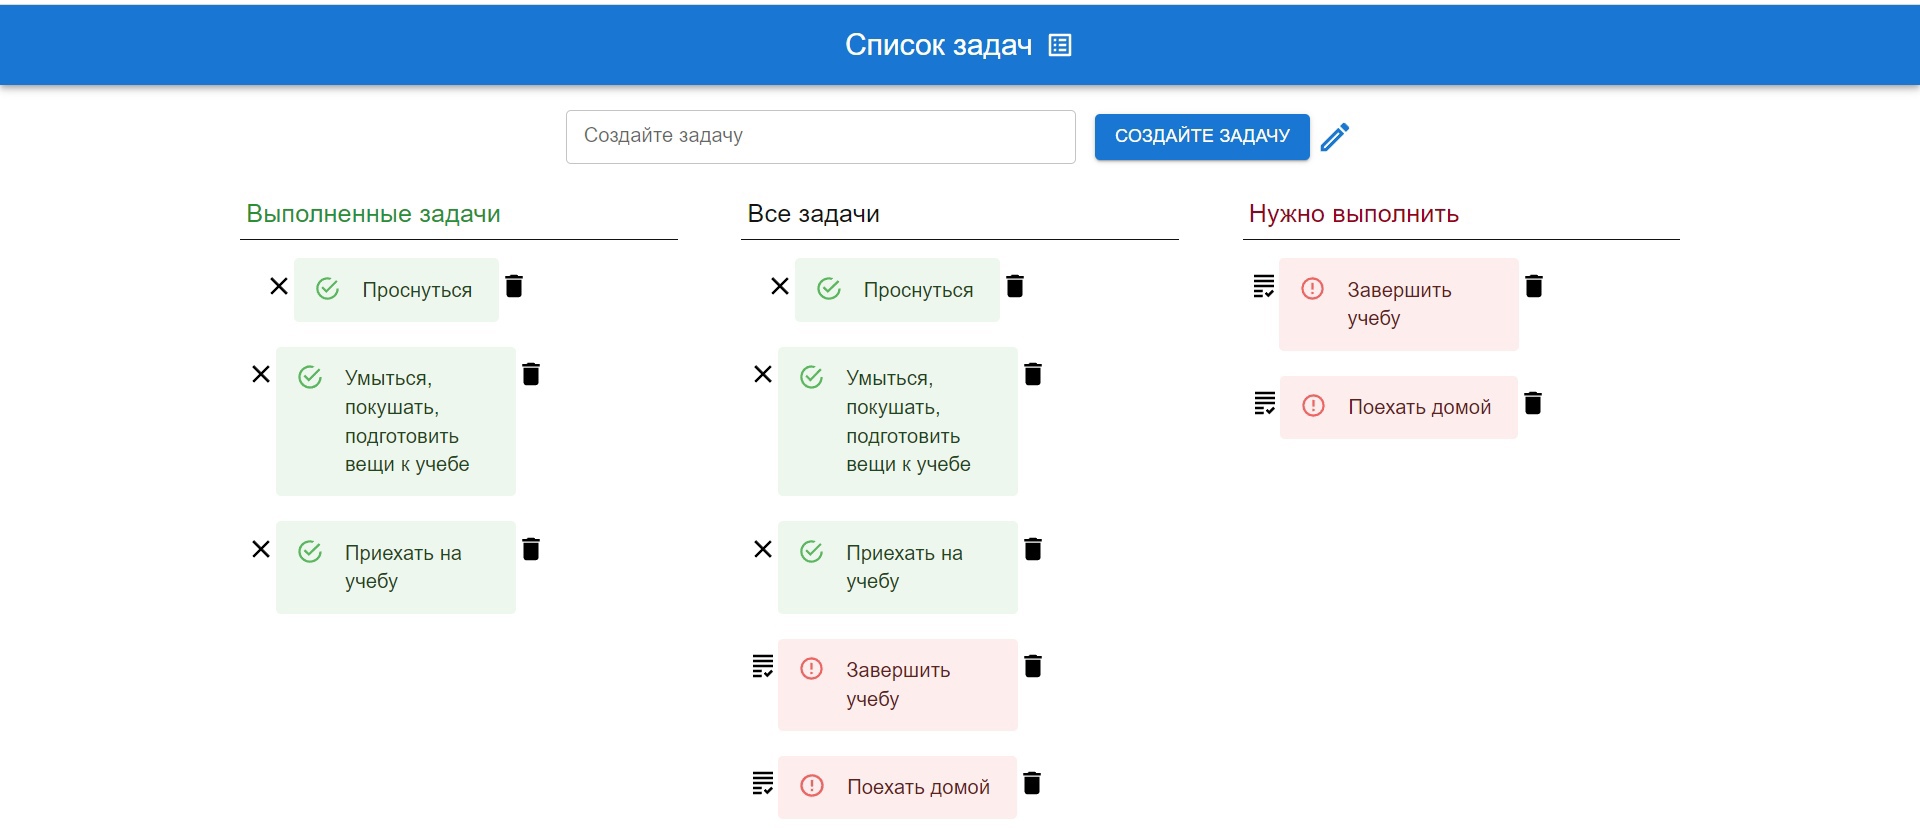 Список задач
Создайте задачу
СОЗДАЙТЕ ЗАДАЧУ
Выполненные задачи
Проснуться
Умыться,
покушать,
подготовить
вещи к учебе
Приехать на
учебу
Все задачи
Проснуться
Умыться,
покушать,
подготовить
вещи к учебе
Приехать на
учебу
Завершить
учебу
Поехать домой
Нужно выполнить
Завершить
учебу
Поехать домой